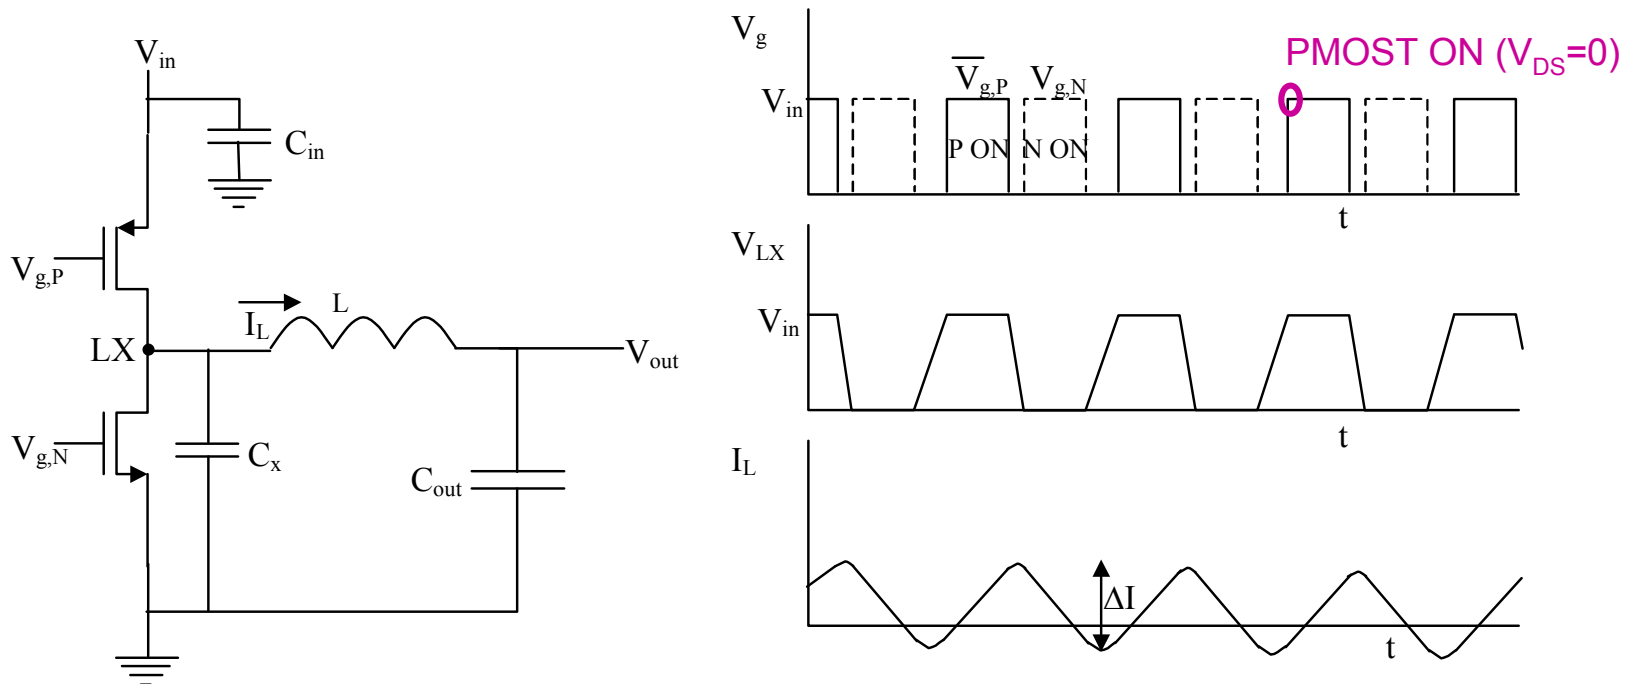 V_in
C_in
V_g,P
I_L
L
LX
V_out
V_g,N
C_x
C_out
V_g
PMOST ON (V_DS=0)
V̅_g,P V_g,N
V_in
P ON N ON
t
V_LX
V_in
t
I_L
ΔI
t